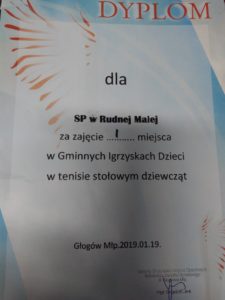 DYPLOM
dla
SP w Rudnej Małej
za zajęcie ....I...... miejsca
w Gminnych Igrzyskach Dzieci
w tenisie stołowym dziewcząt
Głogów Młp.2019.01.19.